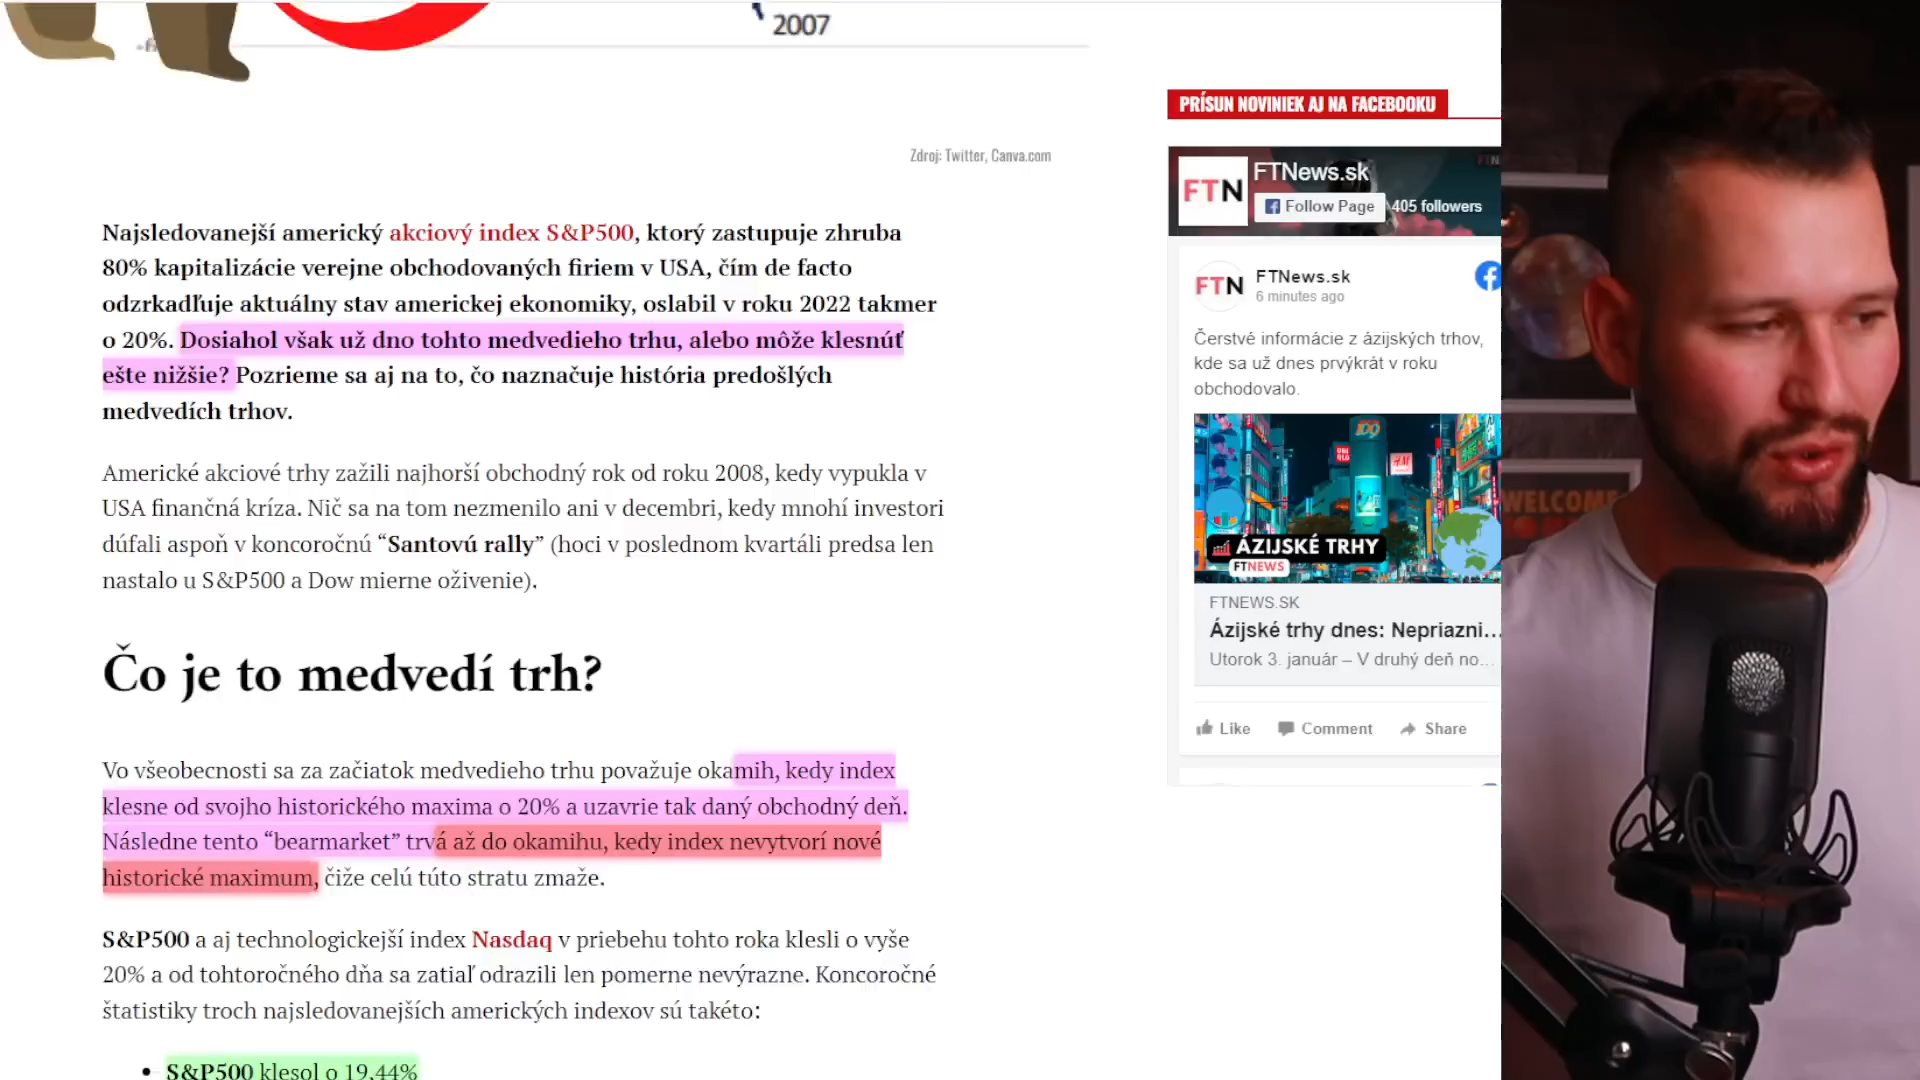 2007
Zdroj: Twitter, Canva.com
Najsledovanejší americký akciový index S&P500, ktorý zastupuje zhruba
80% kapitalizácie verejne obchodovaných firiem v USA, čím de facto
odzrkadľuje aktuálny stav americkej ekonomiky, oslabil v roku 2022 takmer
o 20%. Dosiahol však už dno tohto medvedieho trhu, alebo môže klesnúť
ešte nižšie? Pozrieme sa aj na to, čo naznačuje história predošlých
medvedích trhov.
Americké akciové trhy zažili najhorší obchodný rok od roku 2008, kedy vypukla v
USA finančná kríza. Nič sa na tom nezmenilo ani v decembri, kedy mnohí investori
dúfali aspoň v koncoročnú “Santovú rally” (hoci v poslednom kvartáli predsa len
nastalo u S&P500 a Dow mierne oživenie).
Čo je to medvedí trh?
Vo všeobecnosti sa za začiatok medvedieho trhu považuje okamih, kedy index
klesne od svojho historického maxima o 20% a uzavrie tak daný obchodný deň.
Následne tento “bearmarket” trvá až do okamihu, kedy index nevytvorí nové
historické maximum, čiže celú túto stratu zmaže.
S&P500 a aj technologickejší index Nasdaq v priebehu tohto roka klesli o vyše
20% a od tohtoročného dňa sa zatiaľ odrazili len pomerne nevýrazne. Koncoročné
štatistiky troch najsledovanejších amerických indexov sú takéto:
• S&P500 klesol o 19,44%
PRÍSUN NOVINIEK AJ NA FACEBOOKU
FTN
FTNews.sk
Follow Page
405 followers
FTN
FTNews.sk
6 minutes ago
Čerstvé informácie z ázijských trhov,
kde sa už dnes prvýkrát v roku
obchodovalo.
109
H&M
ÁZIJSKÉ TRHY
FTNEWS
FTNEWS.SK
Ázijské trhy dnes: Nepriazni...
Utorok 3. január – V druhý deň no...
Like
Comment
Share
WELCOME